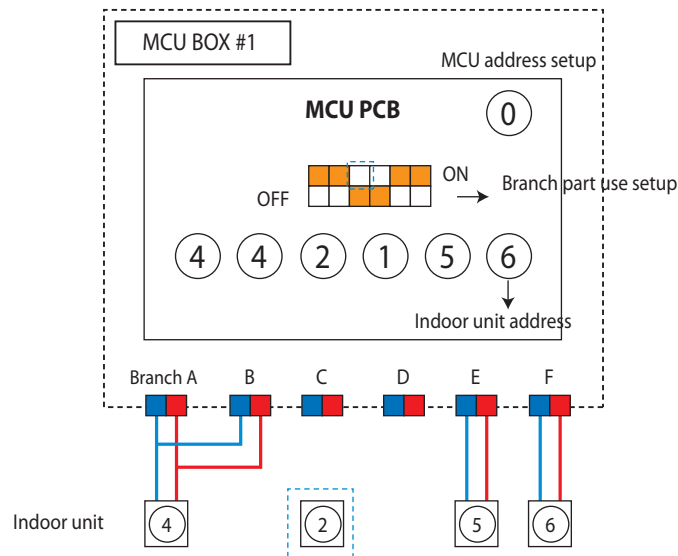 MCU BOX #1
MCU address setup
MCU PCB
0
ON
OFF
Branch part use setup
4 4 2 1 5 6
Indoor unit address
Branch A B C D E F
Indoor unit
4 2 5 6